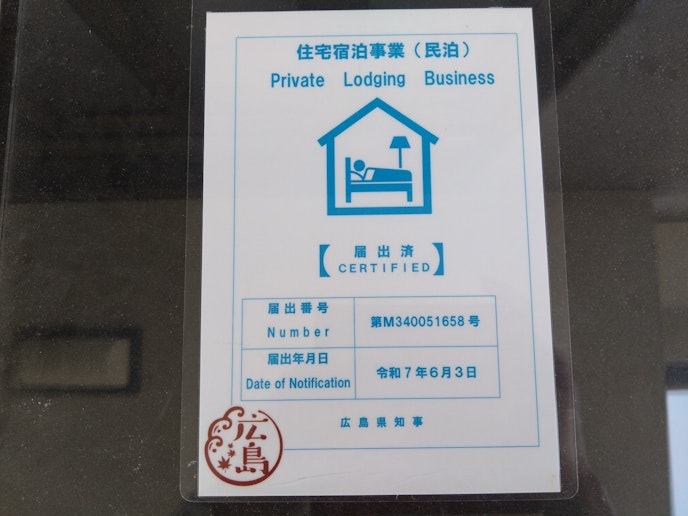 住宅宿泊事業(民泊)
Private Lodging Business
【届出済
CERTIFIED】
届出番号
Number
第M340051658号
届出年月日
Date of Notification
令和7年6月3日
広島県知事
広島